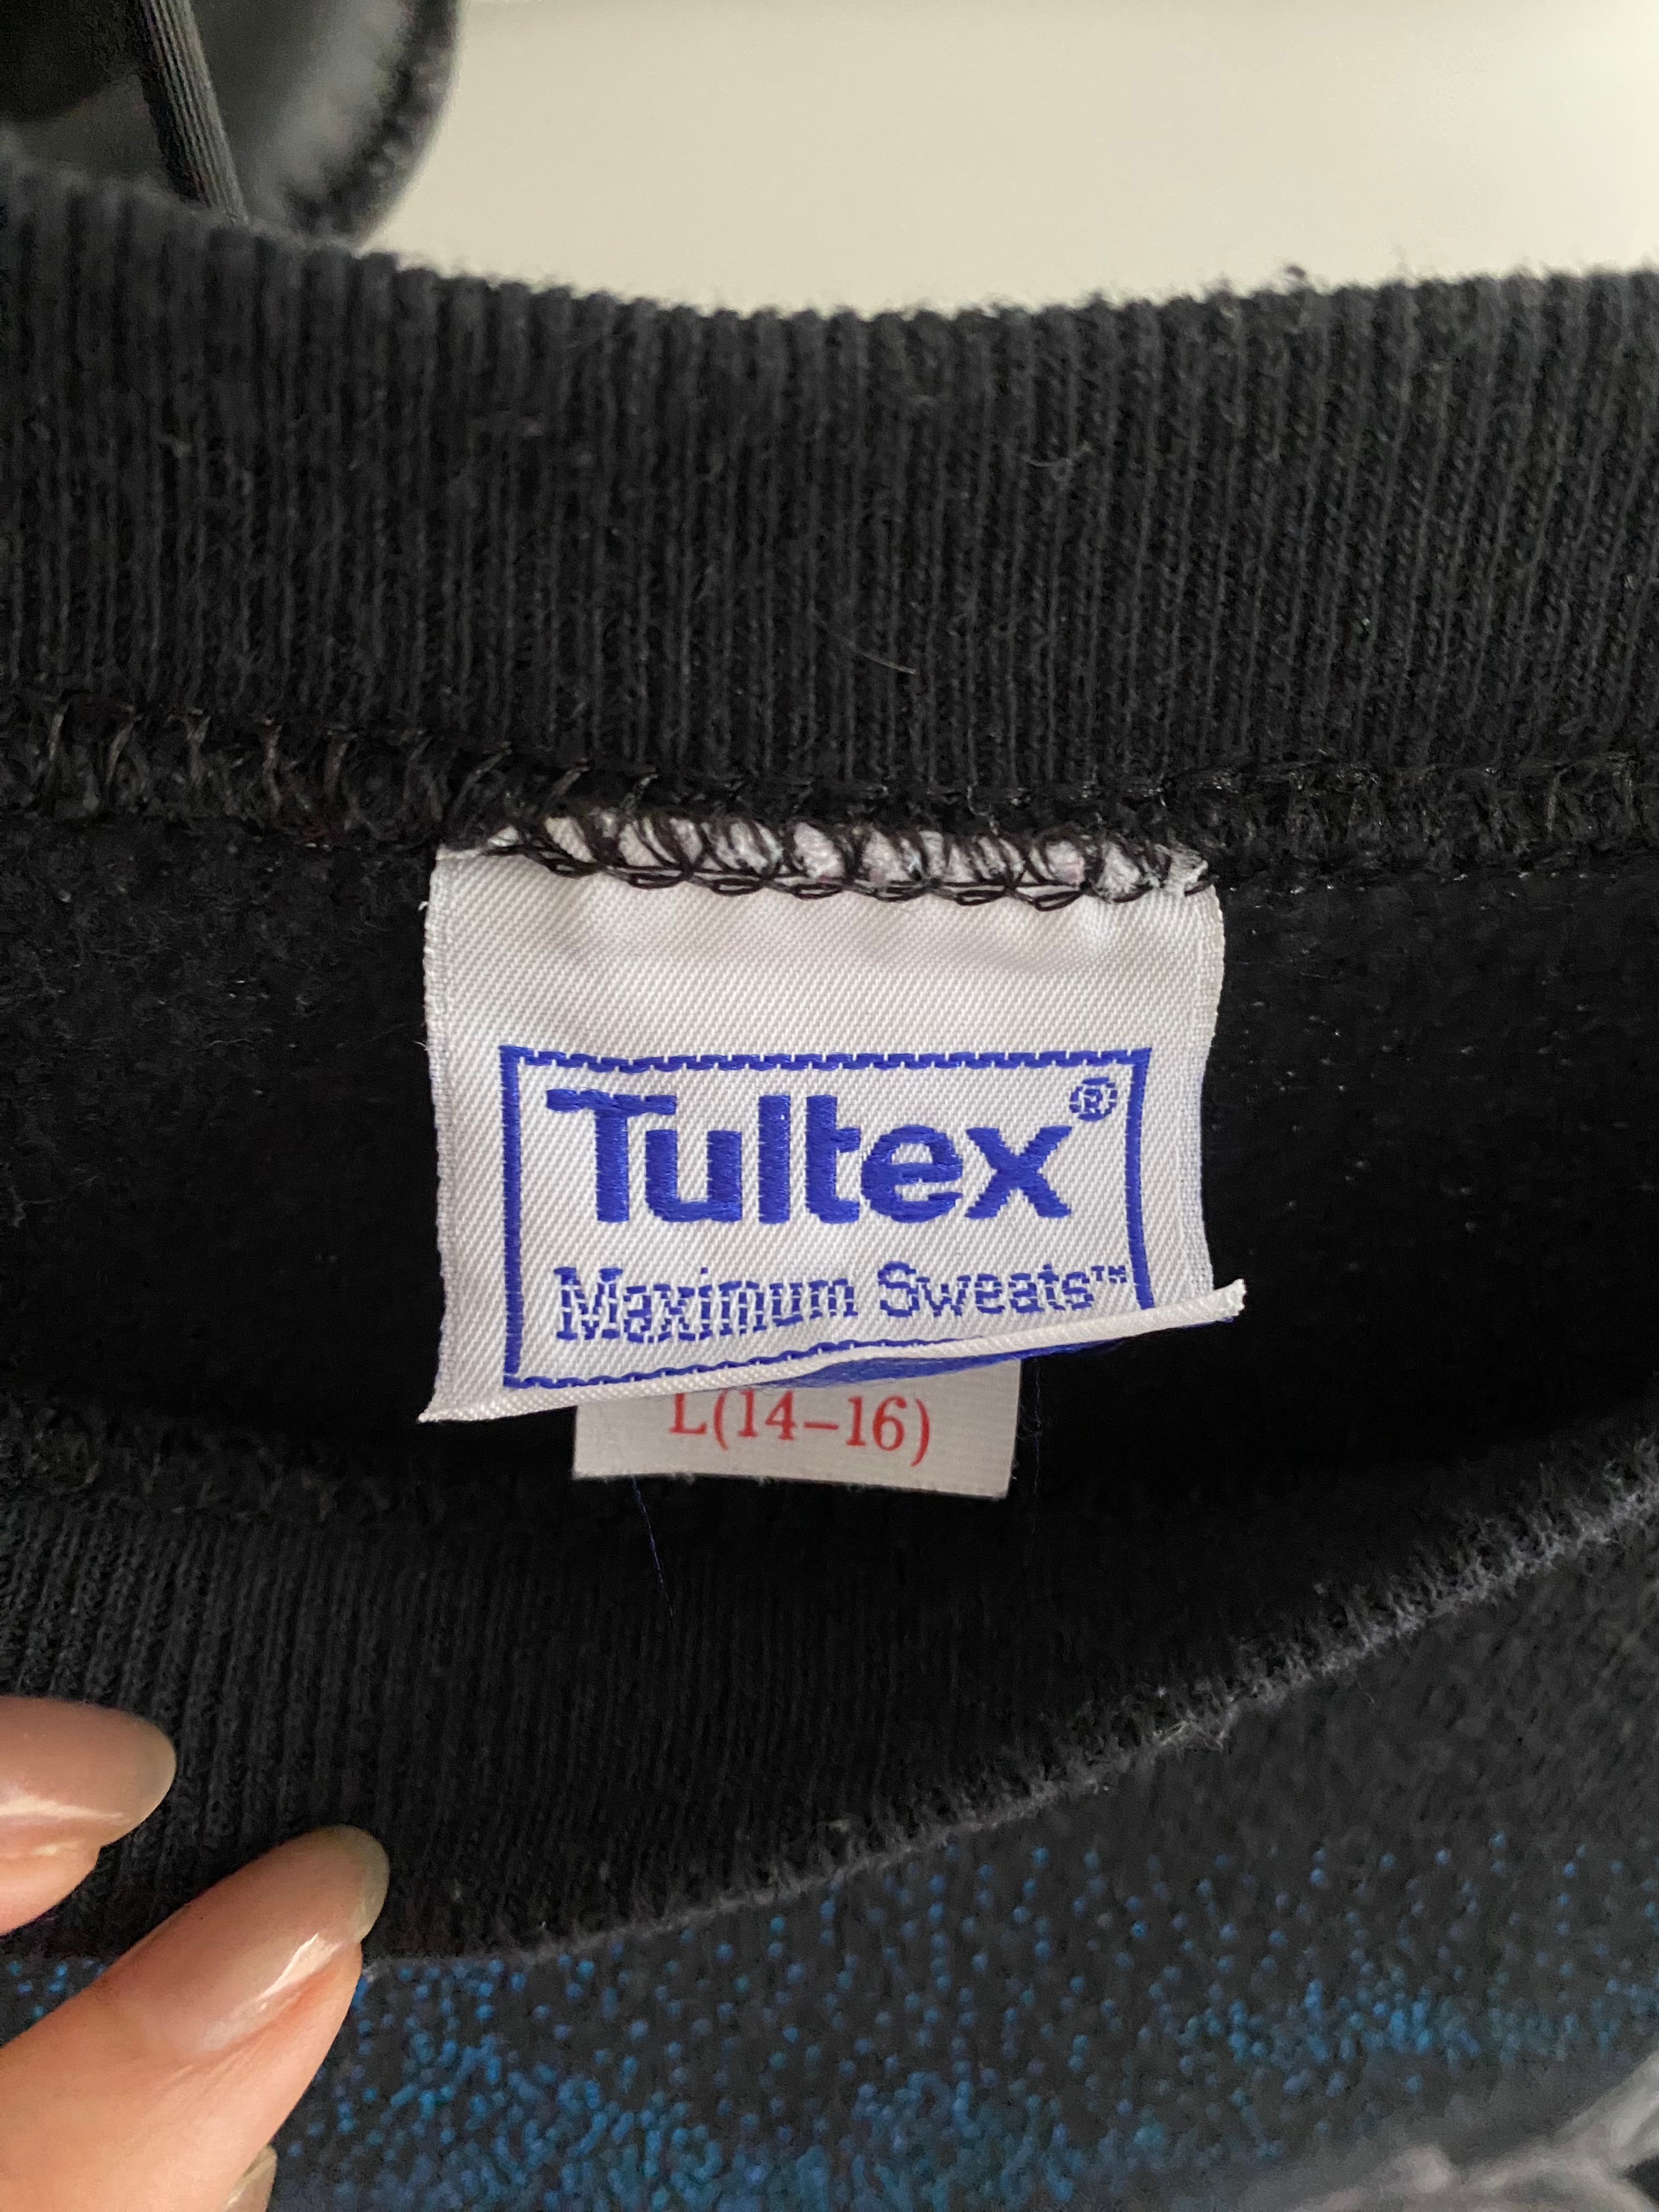 Tultex®
Maximum Sweats™
L(14-16)